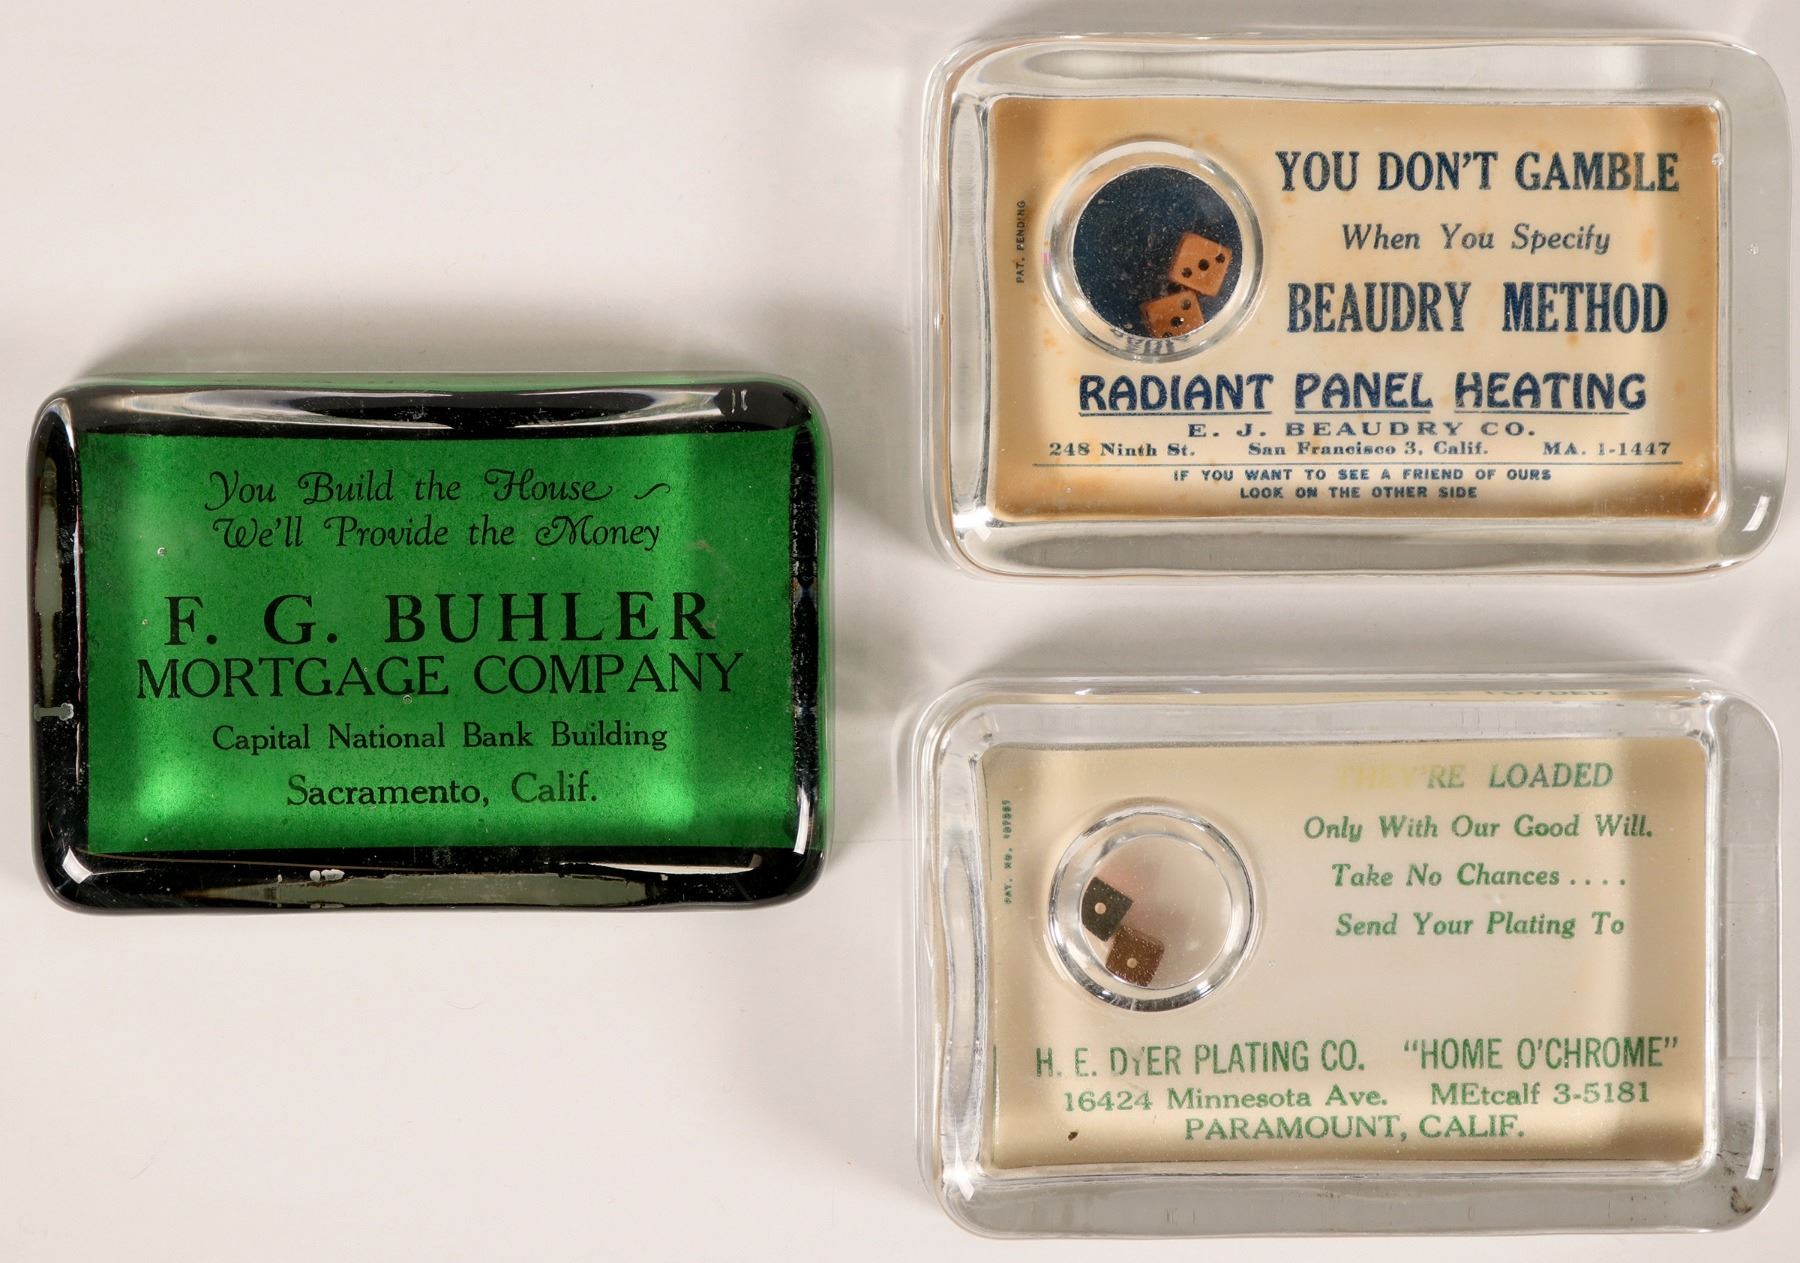 You Build the House
We'll Provide the Money
F. G. BUHLER
MORTGAGE COMPANY
Capital National Bank Building
Sacramento, Calif.
PAT. PENDING
YOU DON'T GAMBLE
When You Specify
BEAUDRY METHOD
RADIANT PANEL HEATING
E. J. BEAUDRY CO.
248 Ninth St. San Francisco 3, Calif. MA. 1-1447
IF YOU WANT TO SEE A FRIEND OF OURS
LOOK ON THE OTHER SIDE
PAT. NO.
THEY'RE LOADED
Only With Our Good Will.
Take No Chances . . . .
Send Your Plating To
H. E. DYER PLATING CO. "HOME O'CHROME"
16424 Minnesota Ave. MEtcalf 3-5181
PARAMOUNT, CALIF.